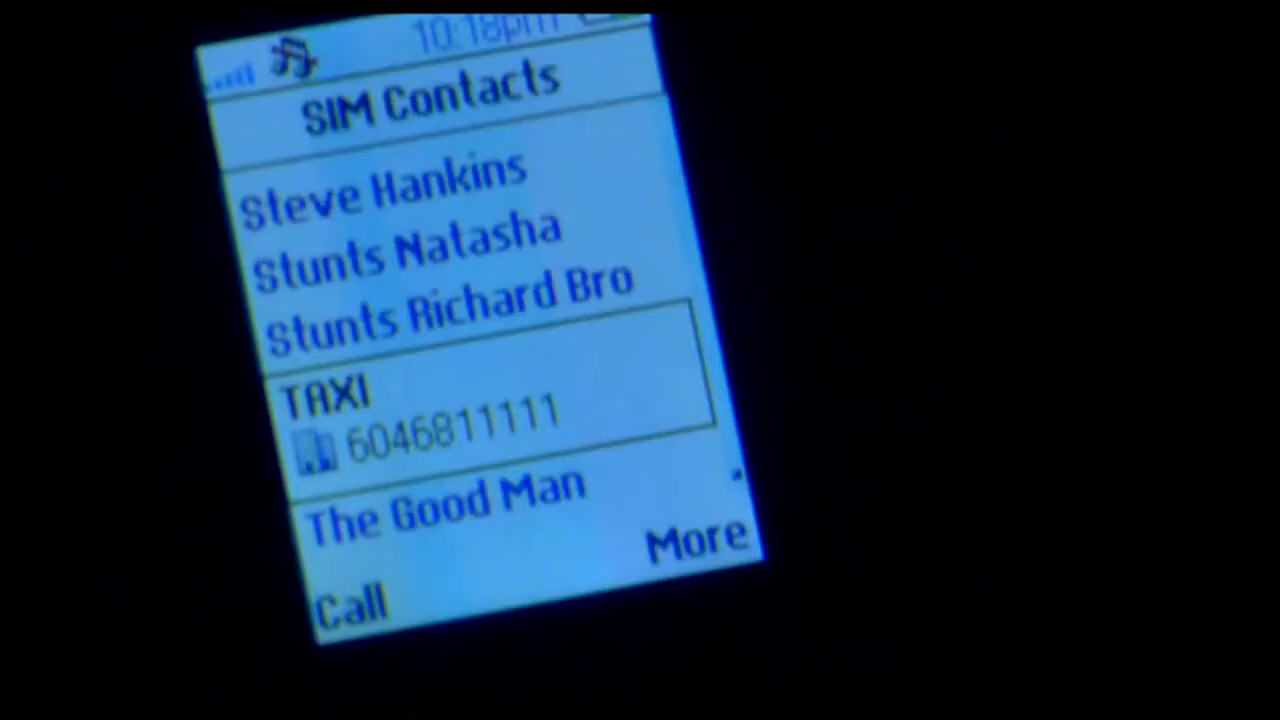 10:18pm
SIM Contacts
Steve Hankins
Stunts Natasha
Stunts Richard Bro
TAXI
6046811111
The Good Man
More
Call